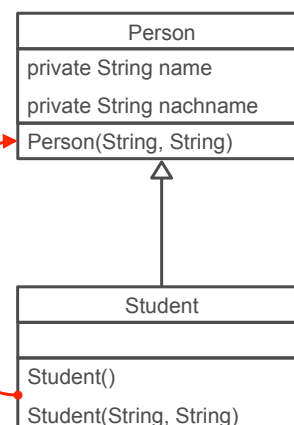 Person
private String name
private String nachname
Person(String, String)
Student
Student()
Student(String, String)